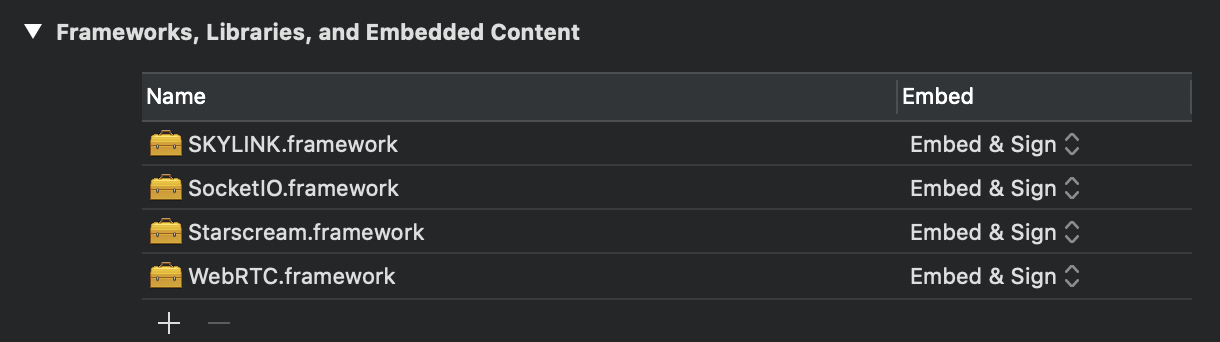 Frameworks, Libraries, and Embedded Content
Name Embed
SKYLINK.framework Embed & Sign
SocketIO.framework Embed & Sign
Starscream.framework Embed & Sign
WebRTC.framework Embed & Sign